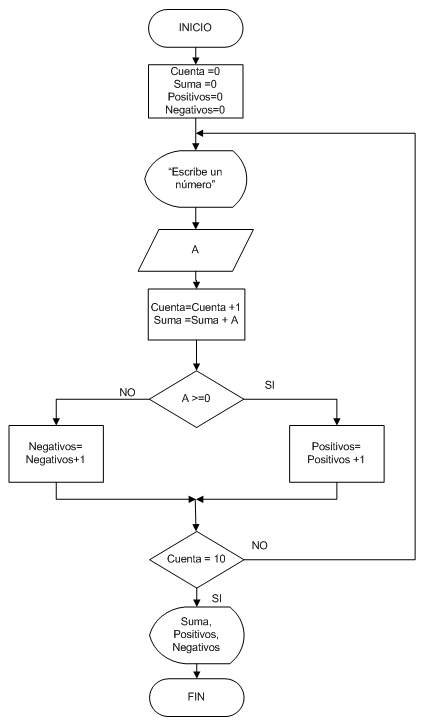 INICIO
Cuenta =0
Suma =0
Positivos=0
Negativos=0
“Escribe un
número”
A
Cuenta=Cuenta +1
Suma =Suma + A
A >=0
NO
SI
Negativos=
Negativos+1
Positivos=
Positivos +1
Cuenta = 10
NO
SI
Suma,
Positivos,
Negativos
FIN